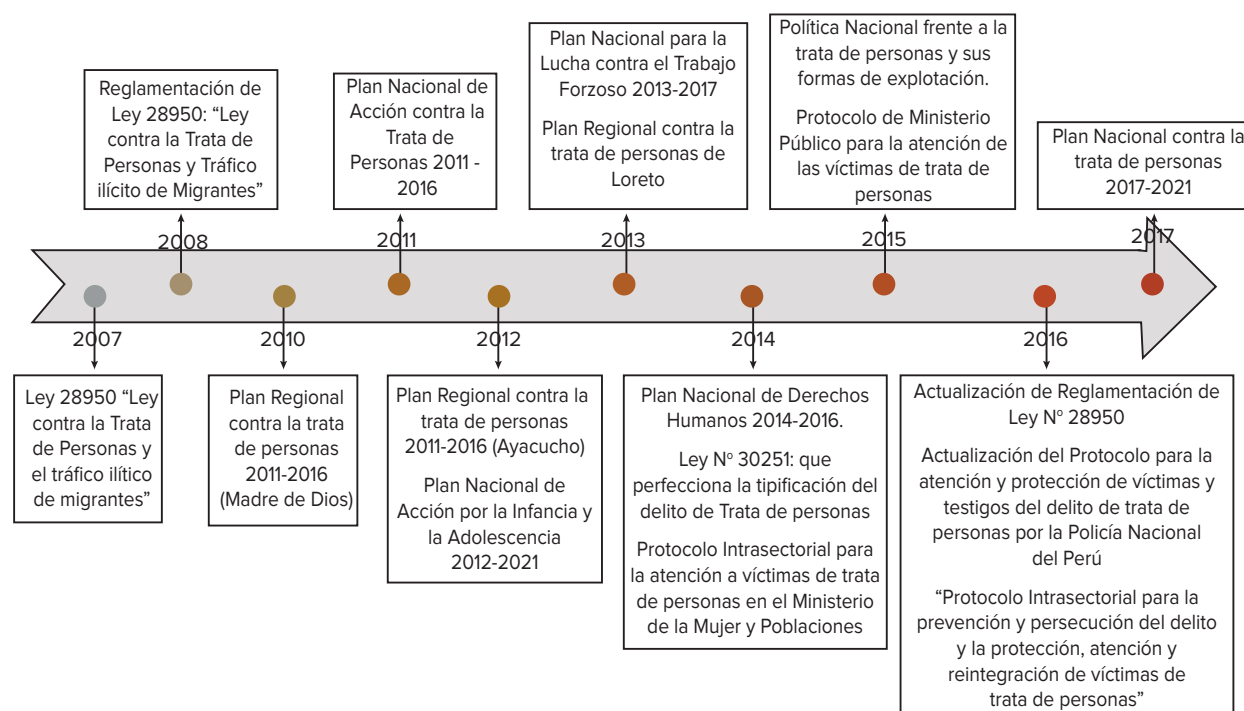 Reglamentación de
Ley 28950: “Ley
contra la Trata de
Personas y Tráfico
ilícito de Migrantes”
2008
Plan Nacional de
Acción contra la
Trata de
Personas 2011 -
2016
2011
Plan Nacional para la
Lucha contra el Trabajo
Forzoso 2013-2017
Plan Regional contra la
trata de personas de
Loreto
2013
Política Nacional frente a la
trata de personas y sus
formas de explotación.
Protocolo de Ministerio
Público para la atención de
las víctimas de trata de
personas
2015
Plan Nacional contra la
trata de personas
2017-2021
2017
2007
Ley 28950 “Ley
contra la Trata
de Personas y
el tráfico ilítico
de migrantes”
2010
Plan Regional
contra la trata
de personas
2011-2016
(Madre de Dios)
2012
Plan Regional contra la
trata de personas
2011-2016 (Ayacucho)
Plan Nacional de
Acción por la Infancia y
la Adolescencia
2012-2021
2014
Plan Nacional de Derechos
Humanos 2014-2016.
Ley Nº 30251: que
perfecciona la tipificación del
delito de Trata de personas
Protocolo Intrasectorial para
la atención a víctimas de trata
de personas en el Ministerio
de la Mujer y Poblaciones
2016
Actualización de Reglamentación de
Ley Nº 28950
Actualización del Protocolo para la
atención y protección de víctimas y
testigos del delito de trata de
personas por la Policía Nacional
del Perú
“Protocolo Intrasectorial para la
prevención y persecución del delito
y la protección, atención y
reintegración de víctimas de
trata de personas”